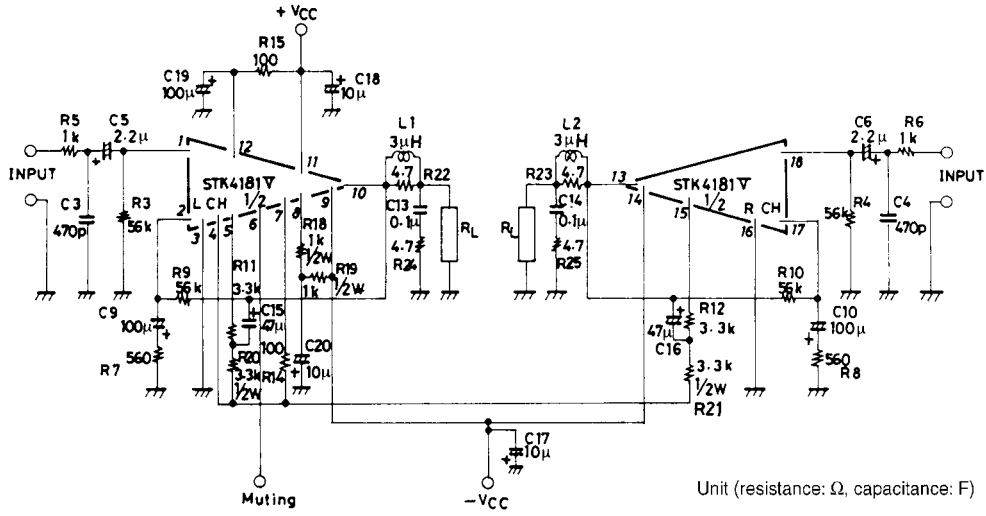 + VCC
R15
100
C19
100µ
+
+
C18
10µ
R5
1k
C5
2.2µ
+
1
12
11
L1
3µH
4.7
R22
L2
3µH
R23
4.7
C6
2.2µ
+
R6
1k
INPUT
STK4181V
1/2
L CH
10
13
STK4181V
1/2
R CH
18
INPUT
C3
470p
R3
56k
2
3
4
5
6
7
8
9
C13
0.1µ
4.7
R24
RL
RL
C14
0.1µ
4.7
R25
14
15
16
17
56k
R4
C4
470p
R18
1k
1/2W
R19
1k
1/2W
R9
56k
R11
3.3k
R10
56k
C9
100µ
+
C15
47µ
+
R12
3.3k
+
47µ
C16
C10
100µ
+
R7
560
R20
3.3k
1/2W
100
R14
C20
10µ
+
3.3k
1/2W
R21
560
R8
C17
10µ
+
Muting
−VCC
Unit (resistance: Ω, capacitance: F)